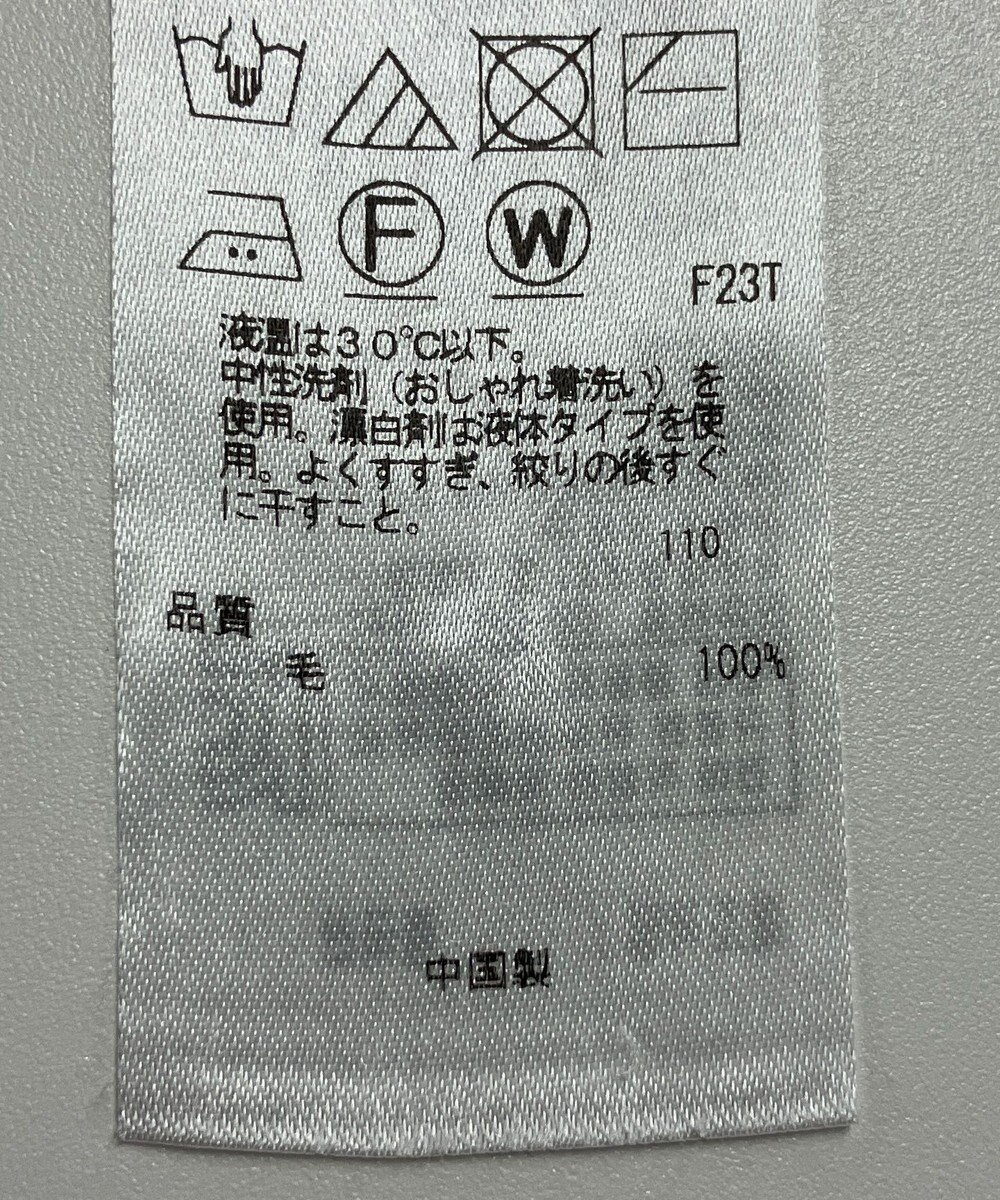 F W
F23T
液温は30℃以下。
中性洗剤(おしゃれ着洗い)を
使用。漂白剤は液体タイプを使
用。よくすすぎ、絞りの後すぐ
に干すこと。
110
品質
毛 100%
中国製